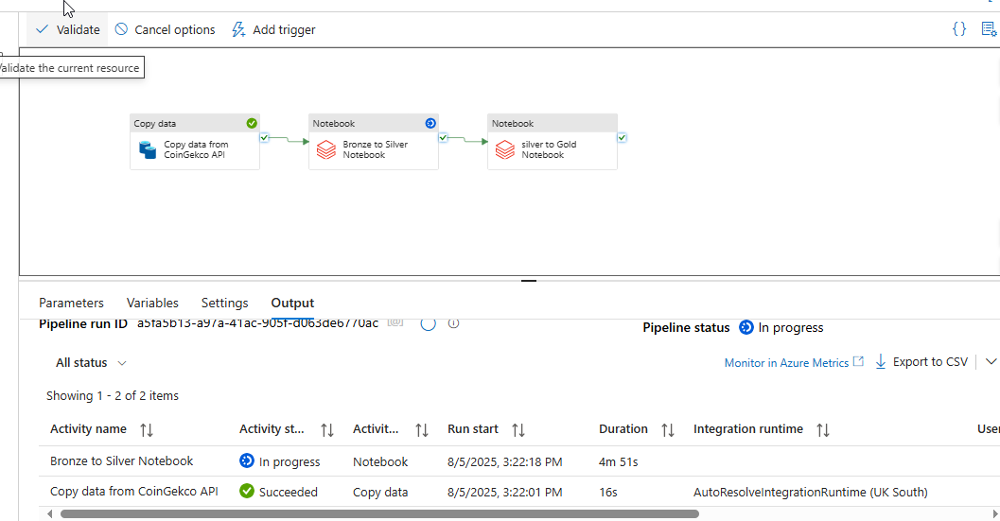 Validate
Cancel options
Add trigger
{}
Validate the current resource
Copy data
Copy data from
CoinGekco API
Notebook
Bronze to Silver
Notebook
Notebook
silver to Gold
Notebook
Parameters
Variables
Settings
Output
Pipeline run ID a5fa5b13-a97a-41ac-905f-d063de6770ac
Pipeline status In progress
All status
Monitor in Azure Metrics
Export to CSV
Showing 1 - 2 of 2 items
Activity name Activity st... Activit... Run start Duration Integration runtime User
Bronze to Silver Notebook In progress Notebook 8/5/2025, 3:22:18 PM 4m 51s
Copy data from CoinGekco API Succeeded Copy data 8/5/2025, 3:22:01 PM 16s AutoResolveIntegrationRuntime (UK South)